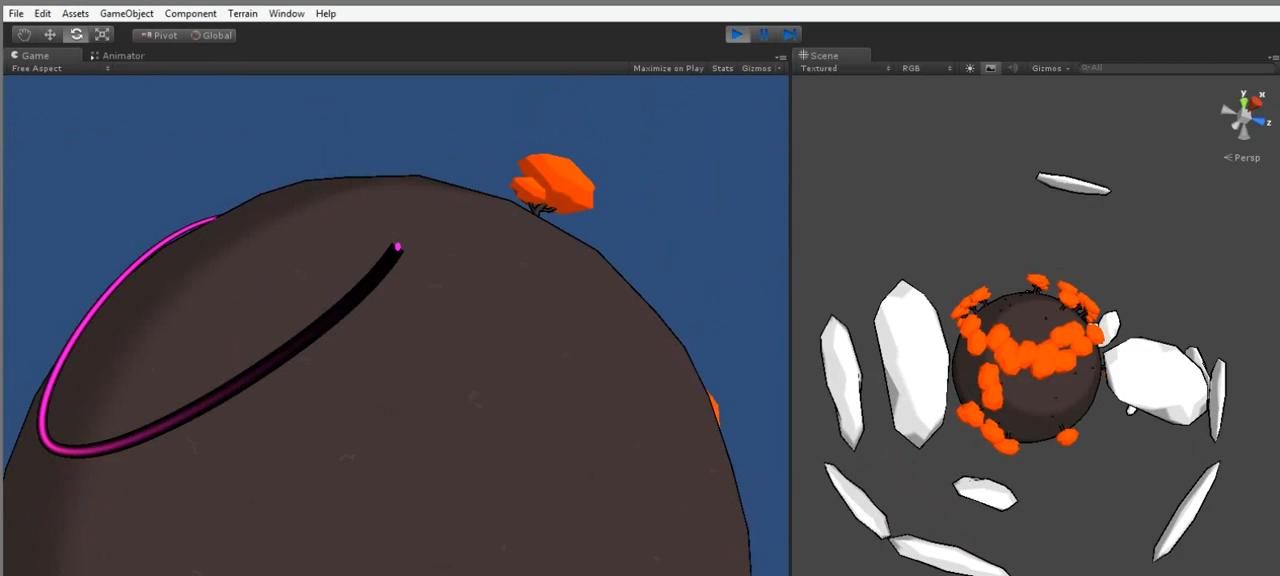 File Edit Assets GameObject Component Terrain Window Help
Pivot Global
Game Animator
Free Aspect Maximize on Play Stats Gizmos
Scene
Textured RGB Gizmos All
y x
z
Persp